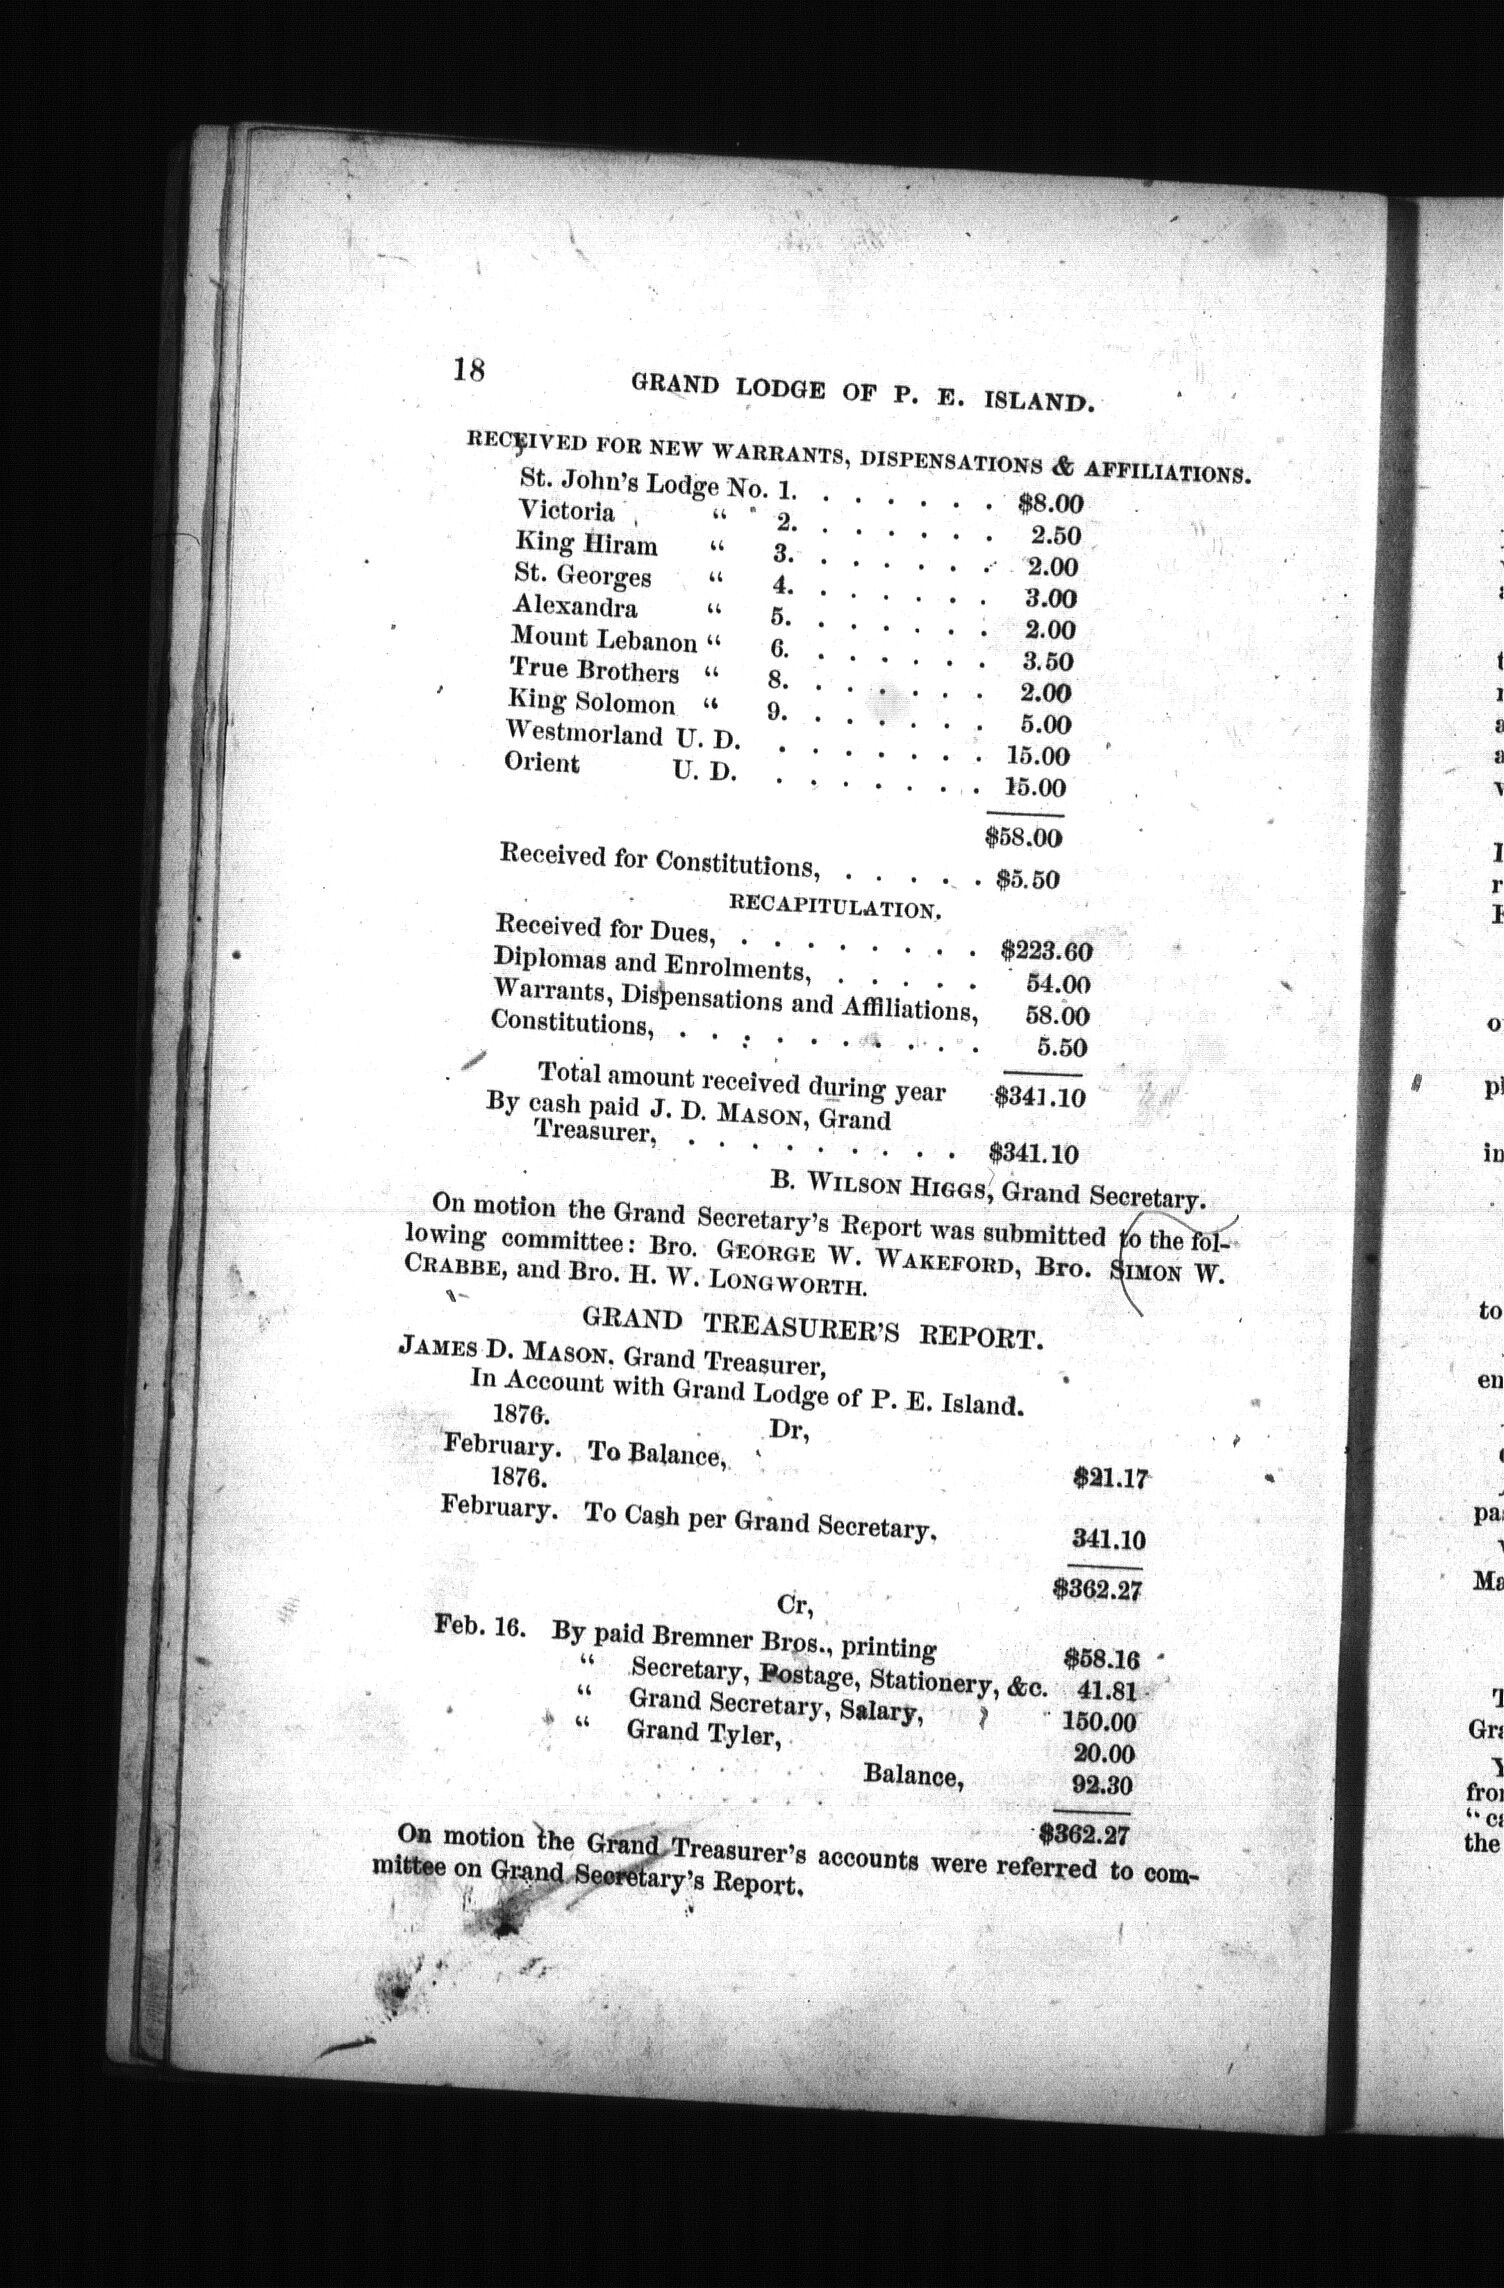 18 GRAND LODGE OF P. E. ISLAND.
RECEIVED FOR NEW WARRANTS, DISPENSATIONS & AFFILIATIONS.
St. John's Lodge No. 1. . . . . . . $8.00
Victoria " 2. . . . . . . 2.50
King Hiram " 3. . . . . . . 2.00
St. Georges " 4. . . . . . . 3.00
Alexandra " 5. . . . . . . 2.00
Mount Lebanon " 6. . . . . . . 3.50
True Brothers " 8. . . . . . . 2.00
King Solomon " 9. . . . . . . 5.00
Westmorland U. D. . . . . . . . 15.00
Orient U. D. . . . . . . . 15.00
$58.00
Received for Constitutions, . . . . . $5.50
RECAPITULATION.
Received for Dues, . . . . . . . . $223.60
Diplomas and Enrolments, . . . . . 54.00
Warrants, Dispensations and Affiliations, 58.00
Constitutions, . . . . . . . . . . 5.50
Total amount received during year $341.10
By cash paid J. D. MASON, Grand
Treasurer, . . . . . . . . . $341.10
B. WILSON HIGGS, Grand Secretary.
On motion the Grand Secretary's Report was submitted to the fol-
lowing committee: Bro. GEORGE W. WAKEFORD, Bro. SIMON W.
CRABBE, and Bro. H. W. LONGWORTH.
GRAND TREASURER'S REPORT.
JAMES D. MASON. Grand Treasurer,
In Account with Grand Lodge of P. E. Island.
1876. Dr,
February. To Balance, $21.17
1876.
February. To Cash per Grand Secretary. 341.10
$362.27
Cr,
Feb. 16. By paid Bremner Bros., printing $58.16
" Secretary, Postage, Stationery, &c. 41.81
" Grand Secretary, Salary, 150.00
" Grand Tyler, 20.00
Balance, 92.30
$362.27
On motion the Grand Treasurer's accounts were referred to com-
mittee on Grand Secretary's Report.